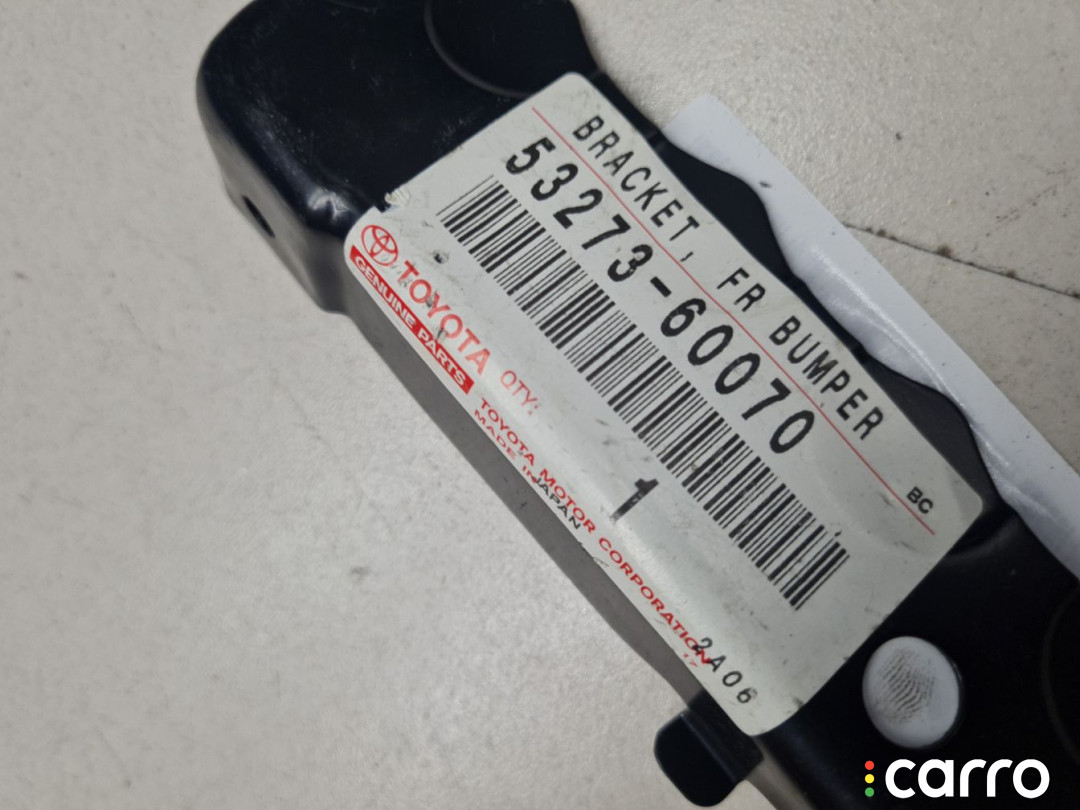 BRACKET, FR BUMPER
BC
53273-60070
TOYOTA
GENUINE PARTS
QTY:
1
TOYOTA MOTOR CORPORATION
MADE IN JAPAN
2A06
carro